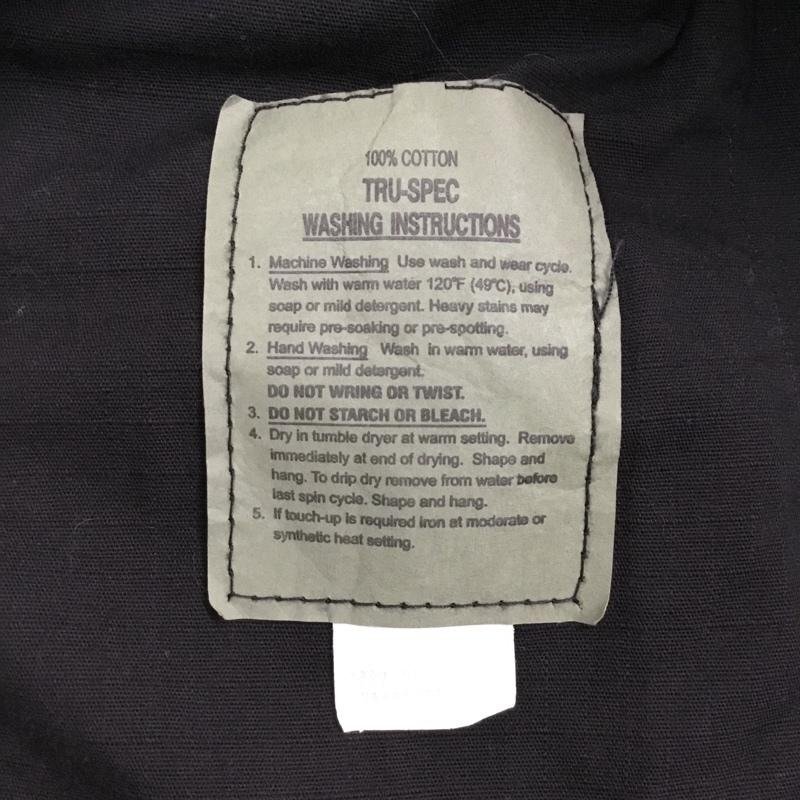 100% COTTON
TRU-SPEC
WASHING INSTRUCTIONS
1. Machine Washing Use wash and wear cycle.
Wash with warm water 120°F (49°C), using
soap or mild detergent. Heavy stains may
require pre-soaking or pre-spotting.
2. Hand Washing Wash in warm water, using
soap or mild detergent.
DO NOT WRING OR TWIST.
3. DO NOT STARCH OR BLEACH.
4. Dry in tumble dryer at warm setting. Remove
immediately at end of drying. Shape and
hang. To drip dry remove from water before
last spin cycle. Shape and hang.
5. If touch-up is required iron at moderate or
synthetic heat setting.